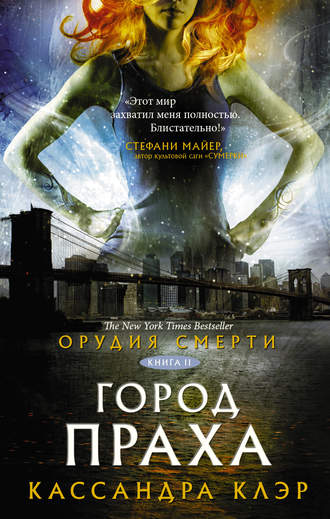 «Этот мир
захватил меня полностью.
Блистательно!»
СТЕФАНИ МАЙЕР,
автор культовой саги «СУМЕРКИ»
The New York Times Bestseller
ОРУДИЯ СМЕРТИ
КНИГА II
ГОРОД
ПРАХА
КАССАНДРА КЛЭР